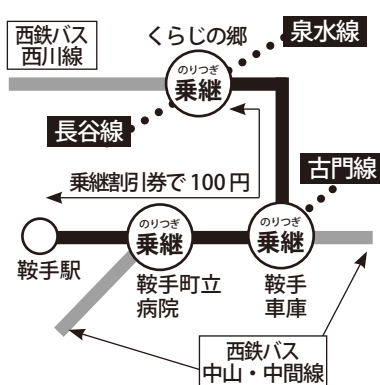 西鉄バス
西川線
くらじの郷
泉水線
のりつぎ
乗継
長谷線
古門線
乗継割引券で100円
のりつぎ
乗継
のりつぎ
乗継
鞍手駅
鞍手町立
病院
鞍手
車庫
西鉄バス
中山・中間線